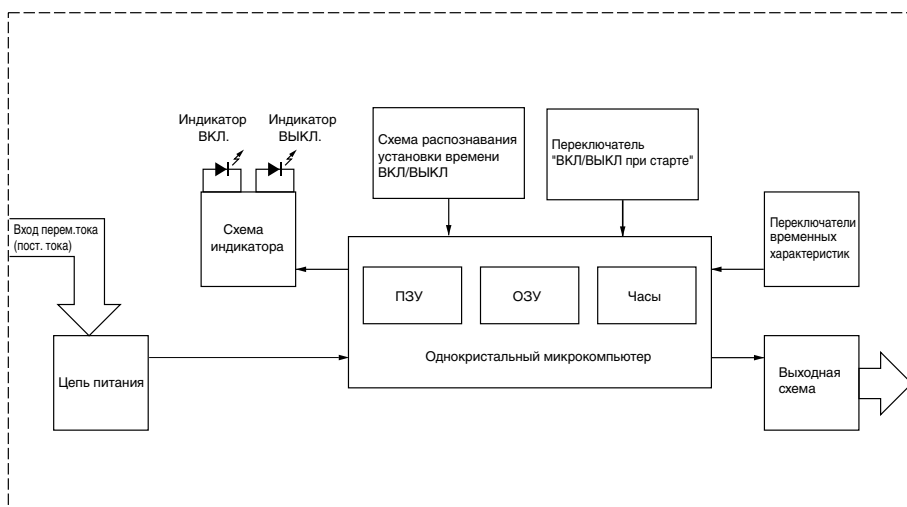 Индикатор
ВКЛ.
Индикатор
ВЫКЛ.
Схема распознавания
установки времени
ВКЛ/ВЫКЛ
Переключатель
"ВКЛ/ВЫКЛ при старте"
Вход перем.тока
(пост. тока)
Схема
индикатора
Переключатели
временных
характеристик
ПЗУ
ОЗУ
Часы
Однокристальный микрокомпьютер
Цепь питания
Выходная
схема